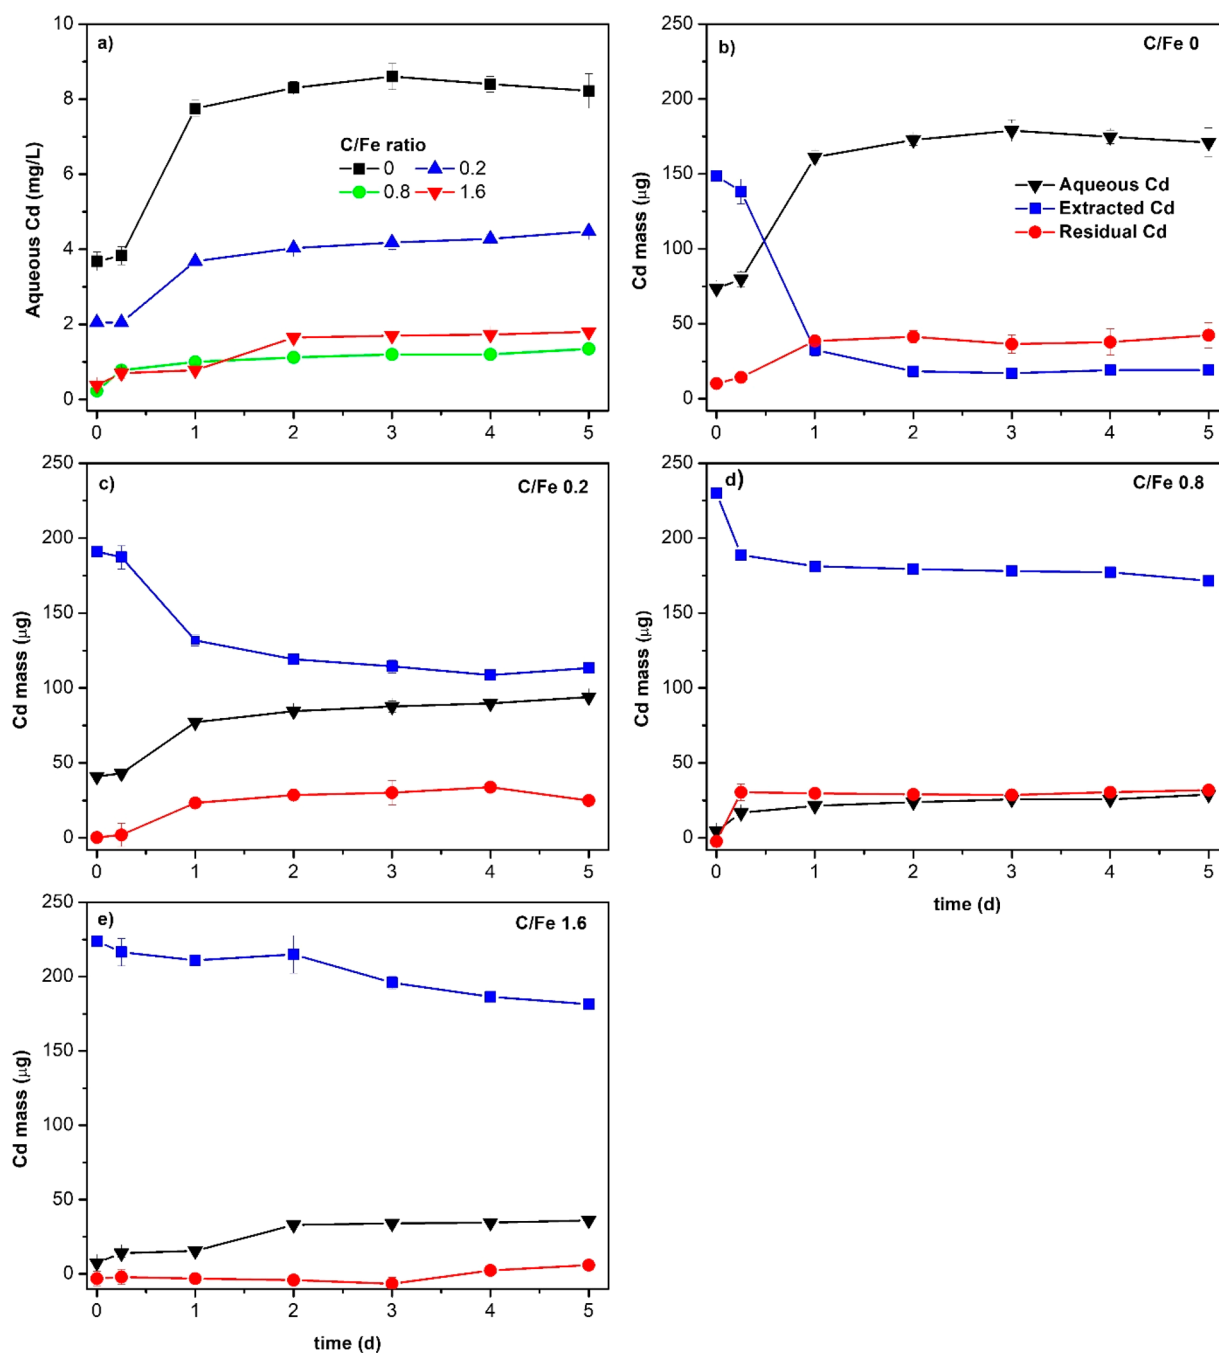 a)
Aqueous Cd (mg/L)
10
8
6
4
2
0
C/Fe ratio
0 0.2
0.8 1.6
0 1 2 3 4 5
b) C/Fe 0
Cd mass (μg)
250
200
150
100
50
0
Aqueous Cd
Extracted Cd
Residual Cd
0 1 2 3 4 5
c) C/Fe 0.2
Cd mass (μg)
250
200
150
100
50
0
0 1 2 3 4 5
d) C/Fe 0.8
Cd mass (μg)
250
200
150
100
50
0
0 1 2 3 4 5
time (d)
e) C/Fe 1.6
Cd mass (μg)
250
200
150
100
50
0
0 1 2 3 4 5
time (d)